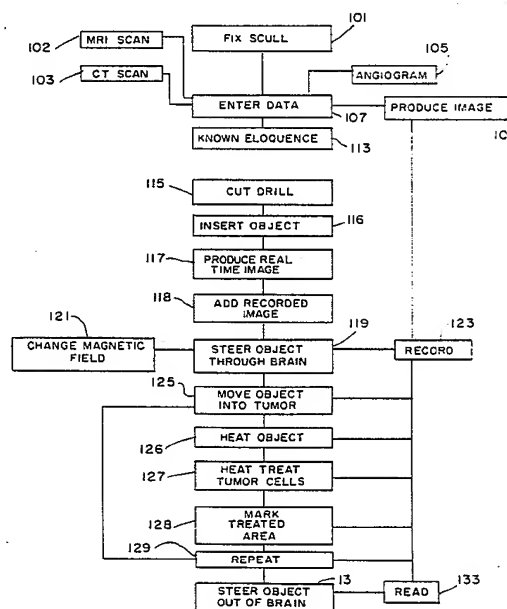 101
102
MRI SCAN
FIX SCULL
105
103
CT SCAN
ANGIOGRAM
ENTER DATA
PRODUCE IMAGE
107
10
KNOWN ELOQUENCE
113
115
CUT DRILL
INSERT OBJECT
116
117
PRODUCE REAL
TIME IMAGE
118
ADD RECORDED
IMAGE
121
119
123
CHANGE MAGNETIC
FIELD
STEER OBJECT
THROUGH BRAIN
RECORD
125
MOVE OBJECT
INTO TUMOR
HEAT OBJECT
126
HEAT TREAT
TUMOR CELLS
127
MARK
TREATED
AREA
128
129
REPEAT
13
STEER OBJECT
OUT OF BRAIN
READ
133